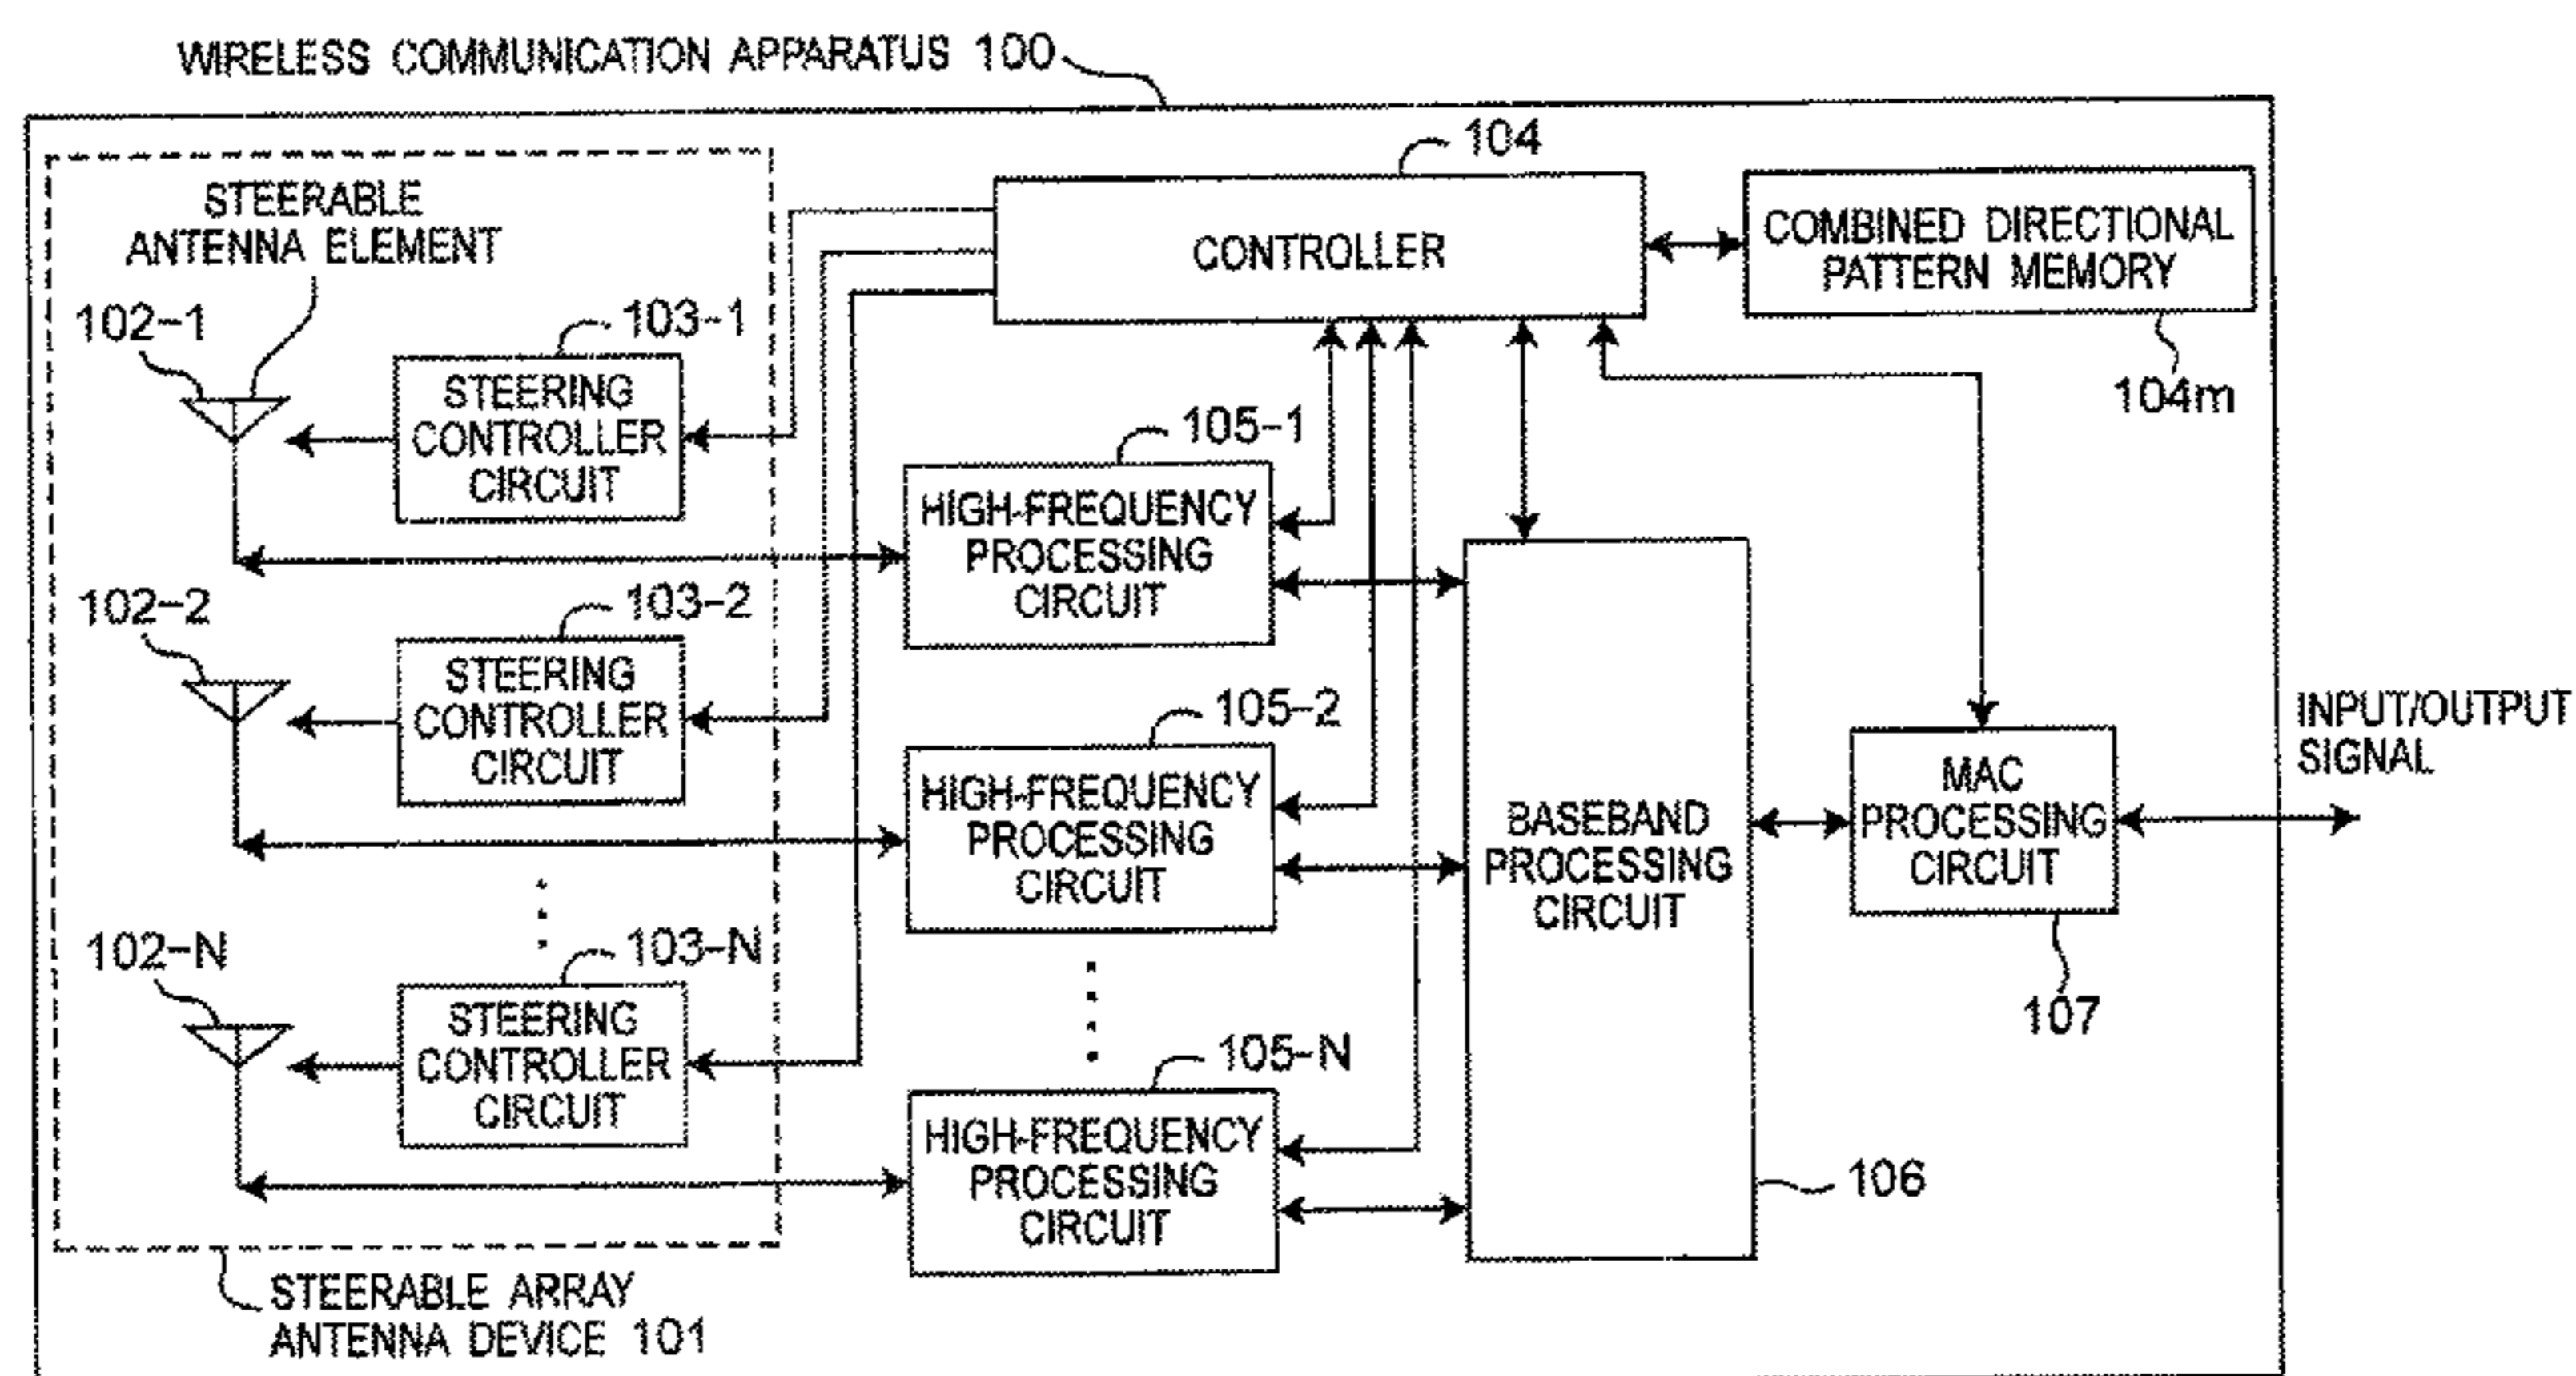 WIRELESS COMMUNICATION APPARATUS 100
STEERABLE
ANTENNA ELEMENT
102-1
103-1
STEERING
CONTROLLER
CIRCUIT
102-2
103-2
STEERING
CONTROLLER
CIRCUIT
102-N
103-N
STEERING
CONTROLLER
CIRCUIT
STEERABLE ARRAY
ANTENNA DEVICE 101
104
CONTROLLER
COMBINED DIRECTIONAL
PATTERN MEMORY
104m
105-1
HIGH-FREQUENCY
PROCESSING
CIRCUIT
105-2
HIGH-FREQUENCY
PROCESSING
CIRCUIT
105-N
HIGH-FREQUENCY
PROCESSING
CIRCUIT
BASEBAND
PROCESSING
CIRCUIT
106
MAC
PROCESSING
CIRCUIT
107
INPUT/OUTPUT
SIGNAL